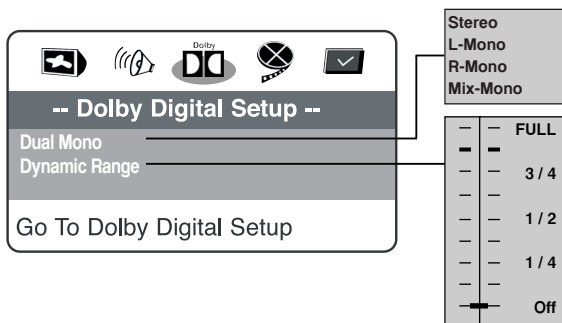 Dolby
-- Dolby Digital Setup --
Dual Mono
Dynamic Range
Go To Dolby Digital Setup
Stereo
L-Mono
R-Mono
Mix-Mono
FULL
3 / 4
1 / 2
1 / 4
Off